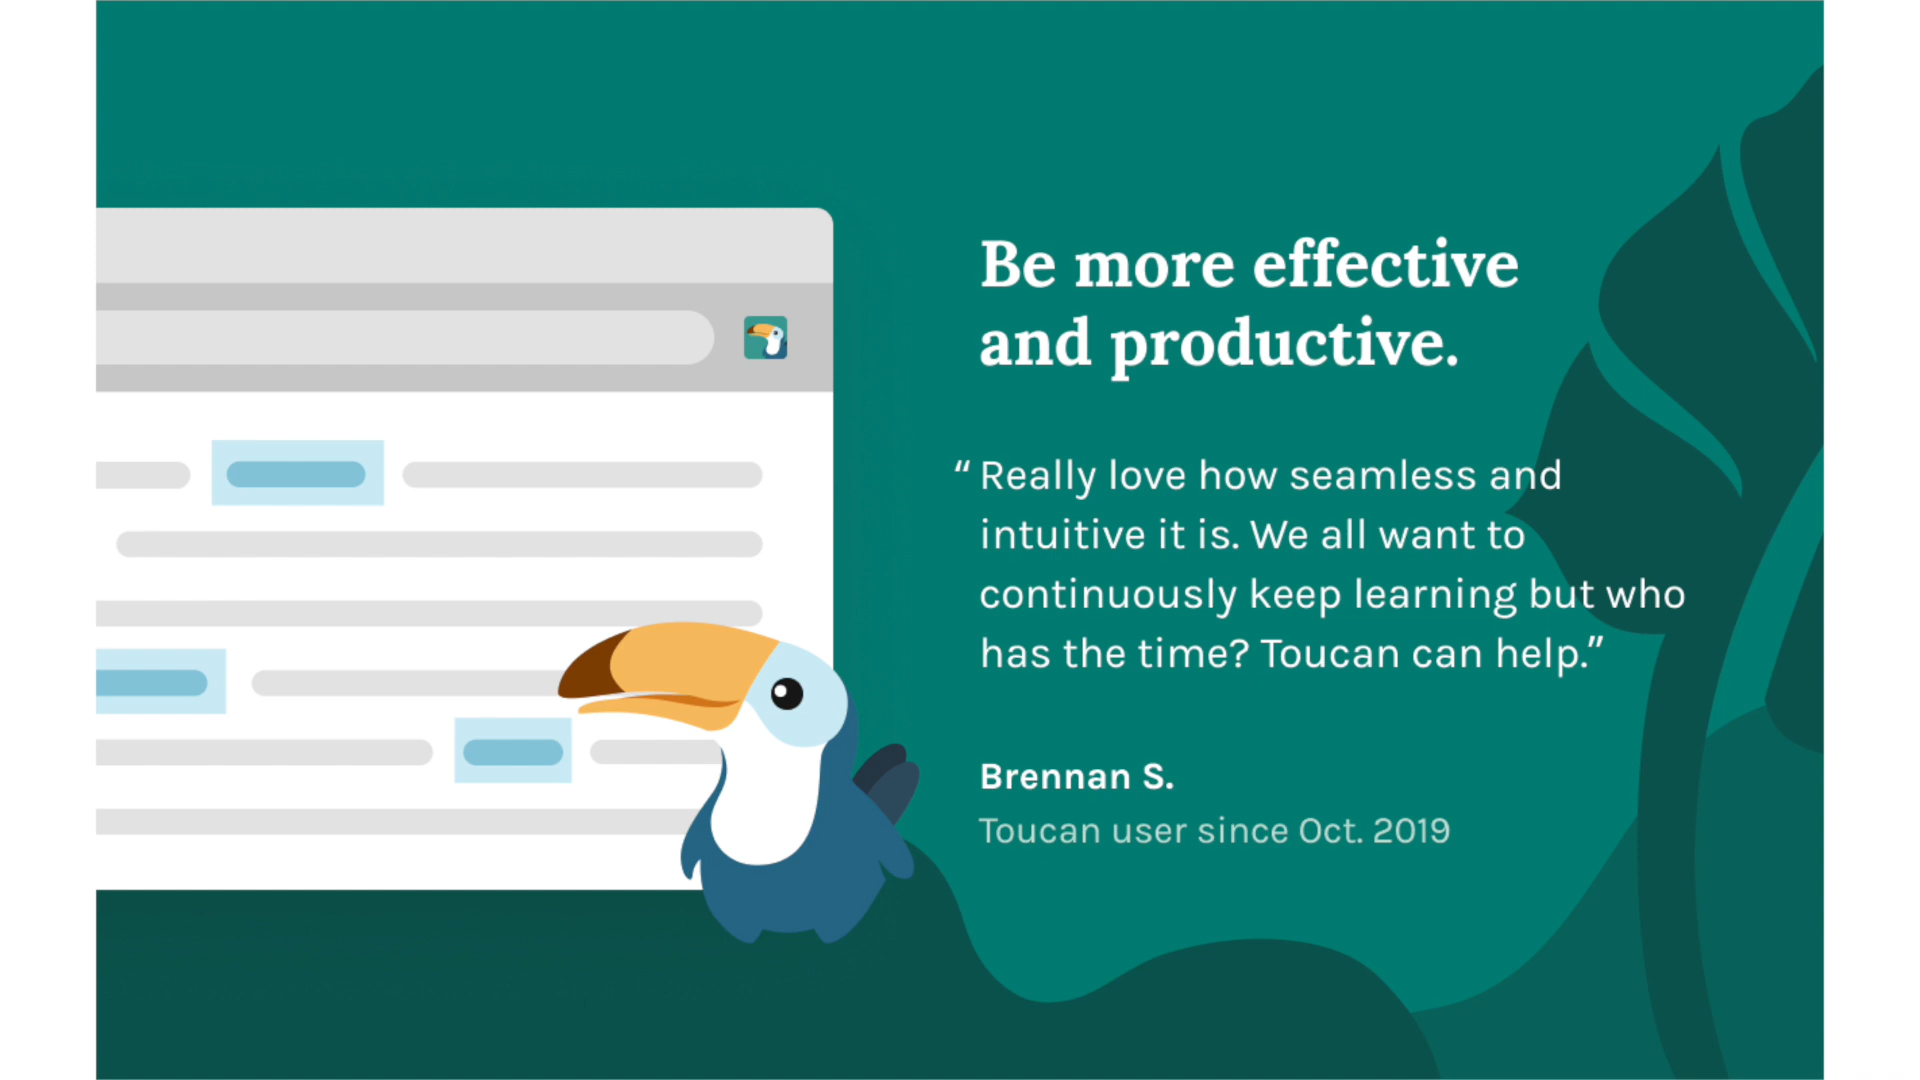 Be more effective
and productive.
“Really love how seamless and
intuitive it is. We all want to
continuously keep learning but who
has the time? Toucan can help.”
Brennan S.
Toucan user since Oct. 2019